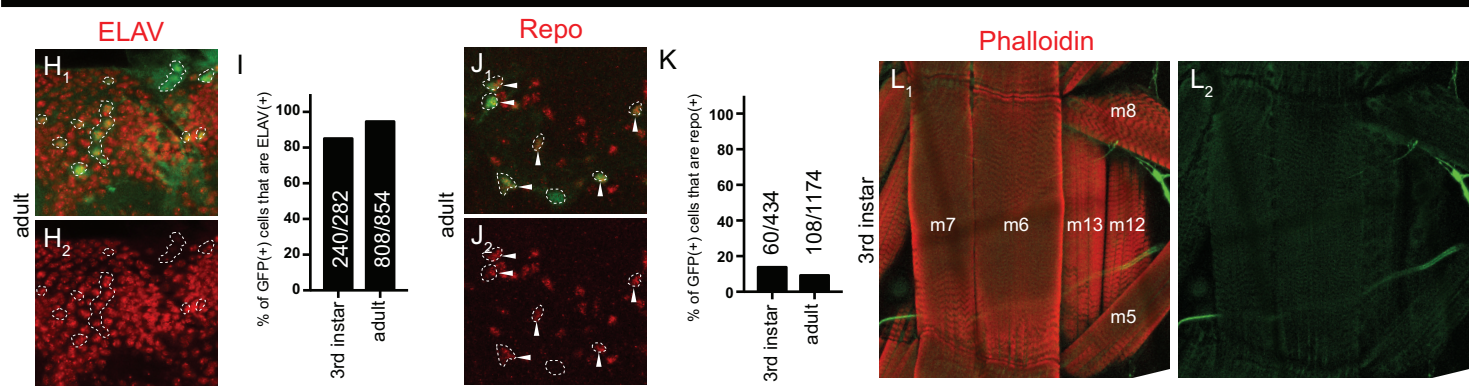 ELAV
H1
H2
adult
I
% of GFP(+) cells that are ELAV(+)
100
80
60
40
20
0
240/282
808/854
3rd instar
adult
Repo
J1
J2
adult
K
% of GFP(+) cells that are repo(+)
100
80
60
40
20
0
60/434
108/1174
3rd instar
adult
Phalloidin
3rd instar
L1
m8
m7
m6
m13
m12
m5
L2